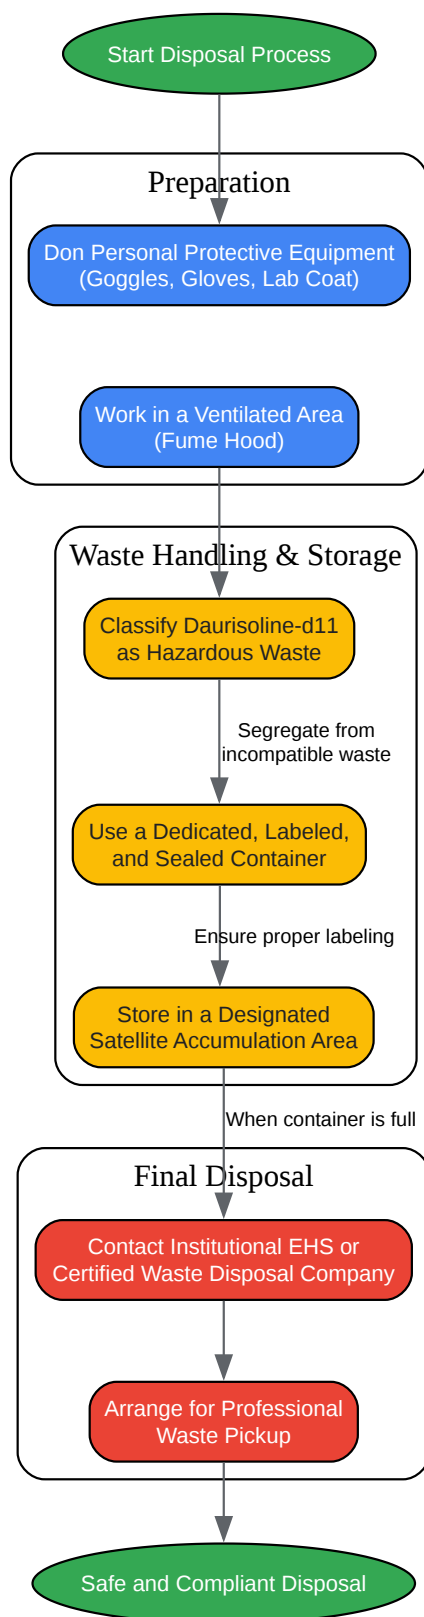 Start Disposal Process
Preparation
Don Personal Protective Equipment
(Goggles, Gloves, Lab Coat)
Work in a Ventilated Area
(Fume Hood)
Waste Handling & Storage
Classify Daurisoline-d11
as Hazardous Waste
Segregate from
incompatible waste
Use a Dedicated, Labeled,
and Sealed Container
Ensure proper labeling
Store in a Designated
Satellite Accumulation Area
When container is full
Final Disposal
Contact Institutional EHS or
Certified Waste Disposal Company
Arrange for Professional
Waste Pickup
Safe and Compliant Disposal